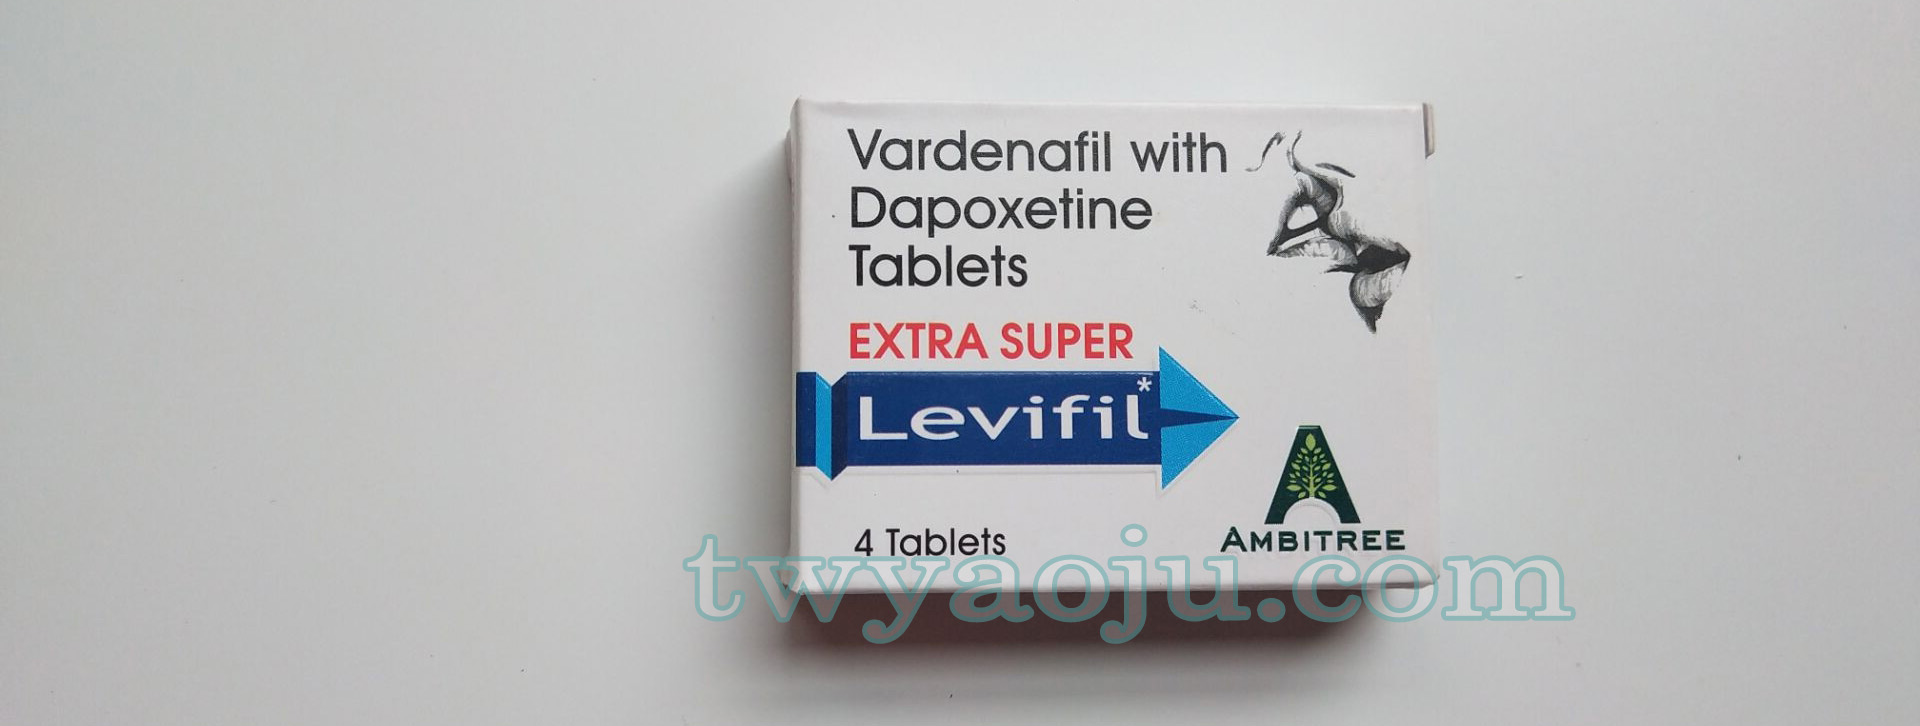 Vardenafil with
Dapoxetine
Tablets
EXTRA SUPER
Levifil*
4 Tablets
AMBITREE
twyaoju.com